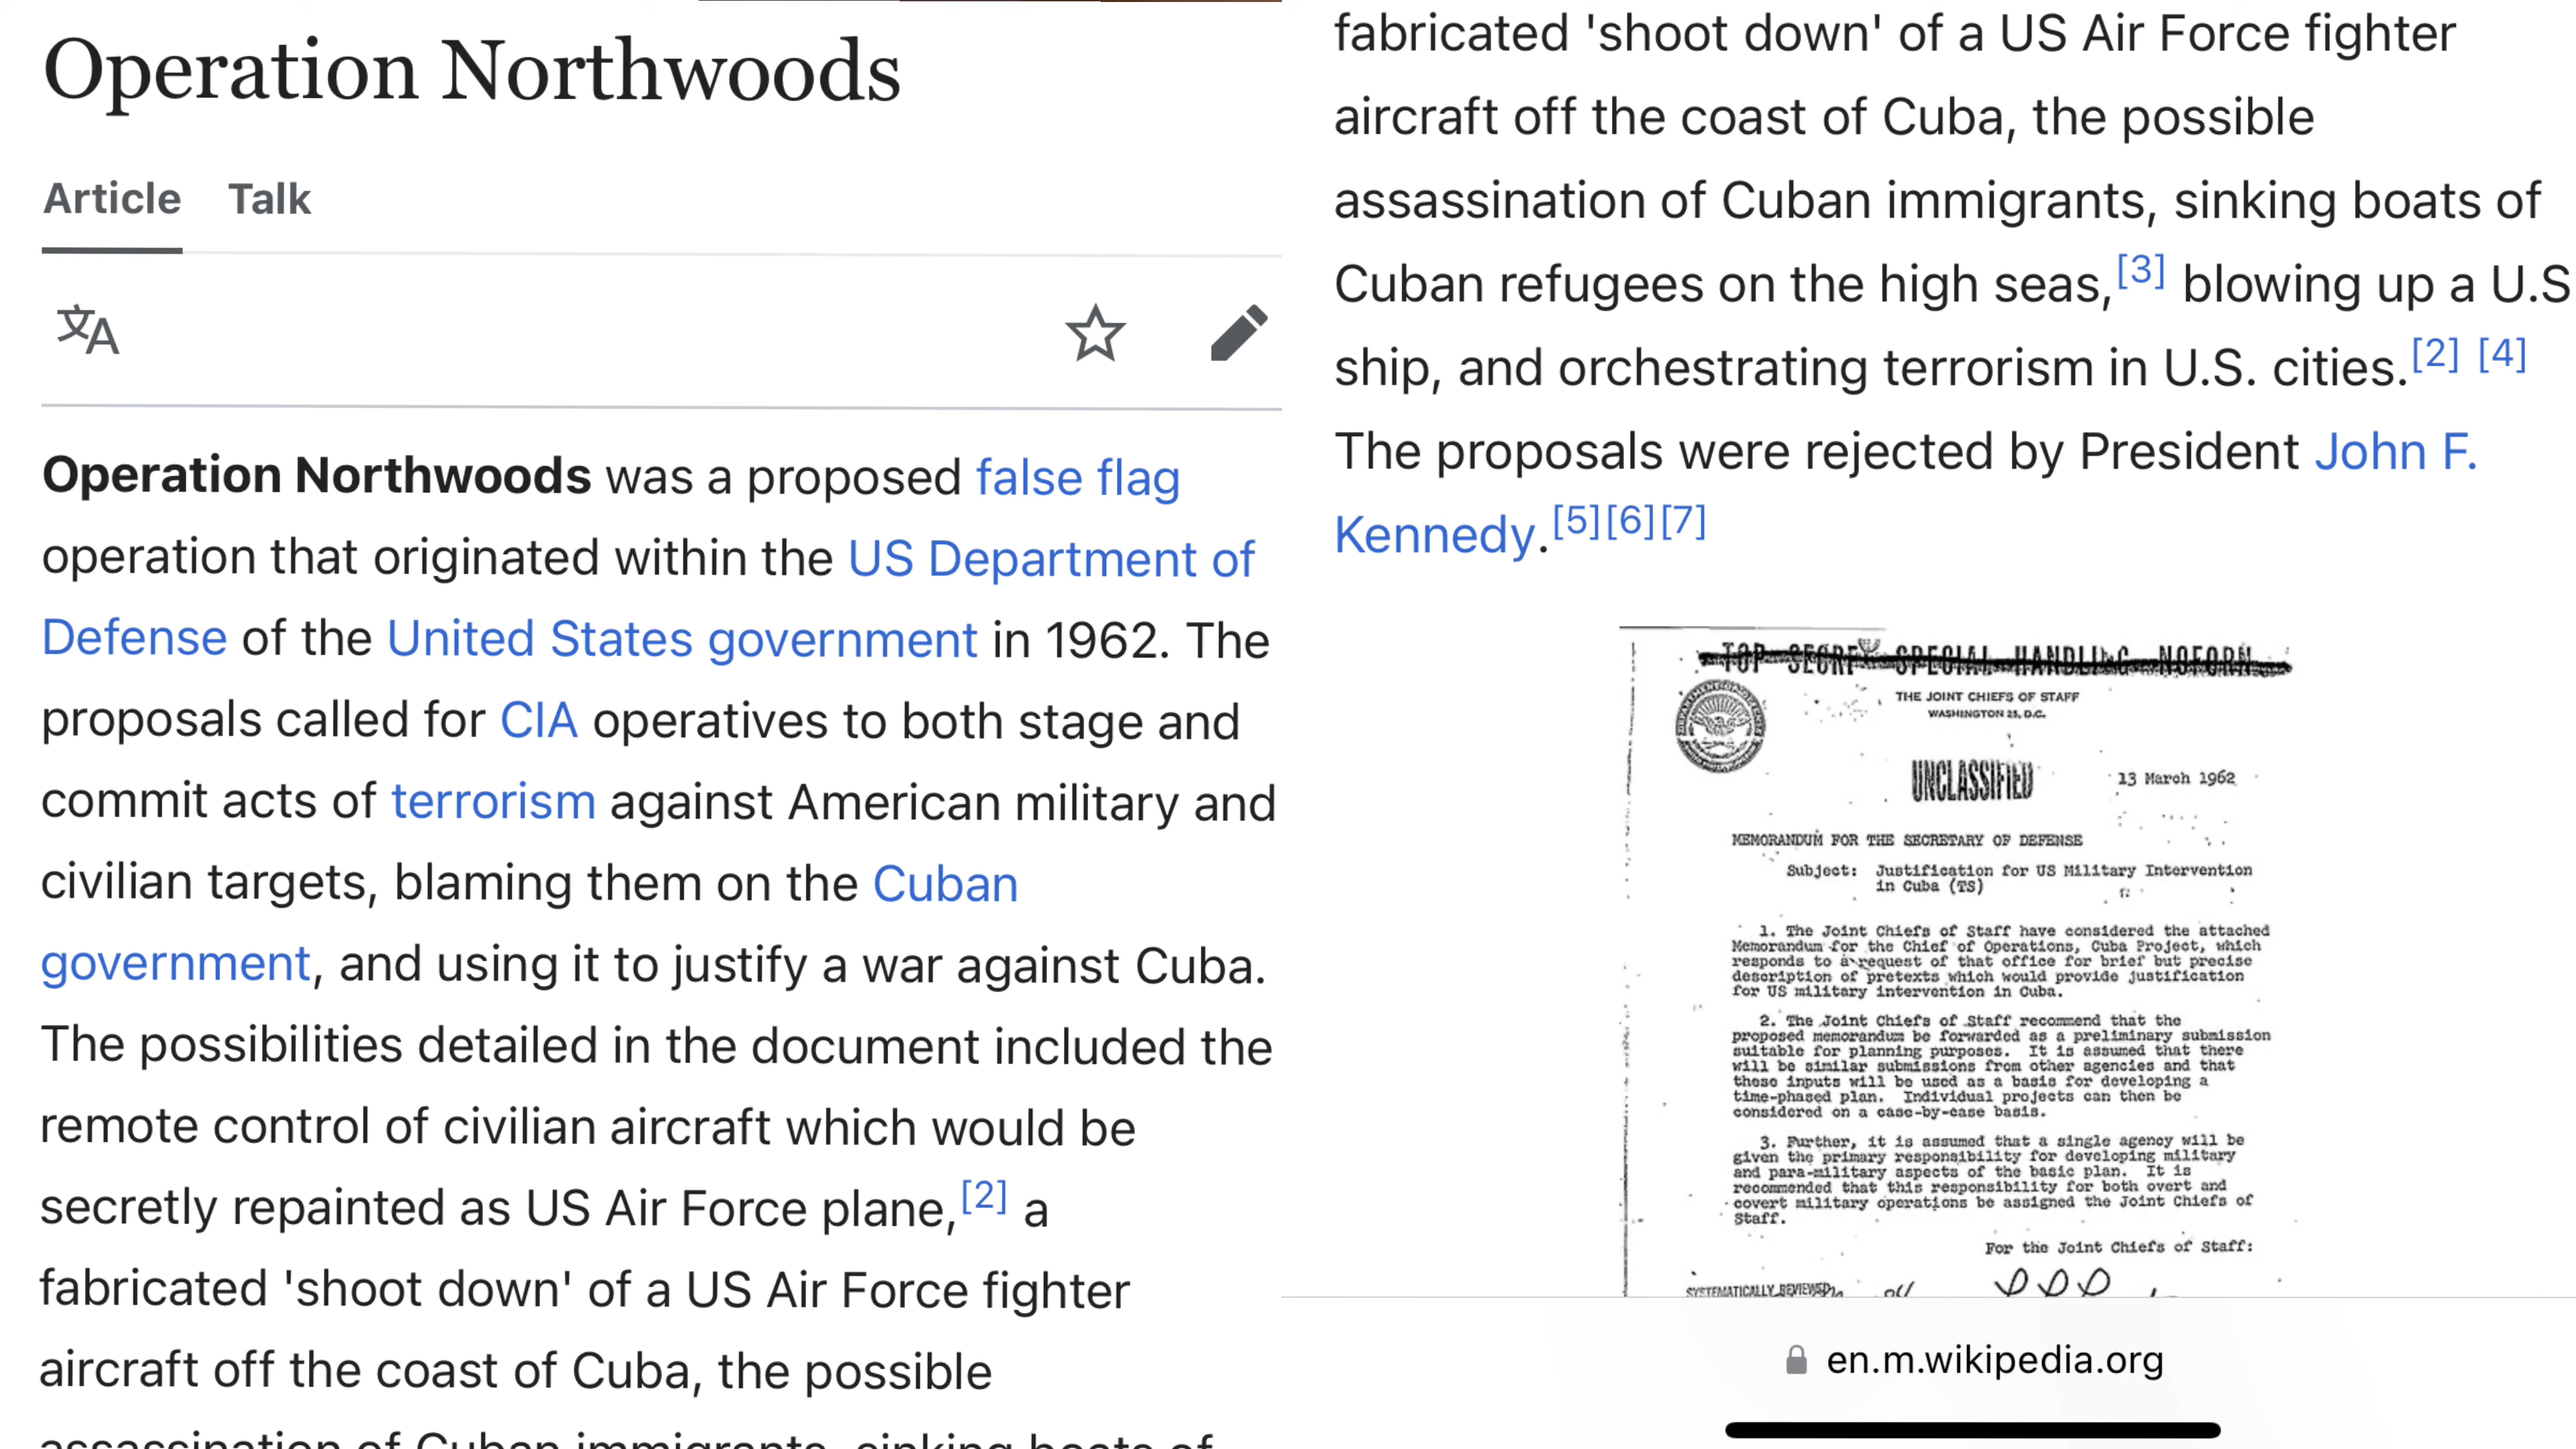 Operation Northwoods
Article Talk
文A
Operation Northwoods was a proposed false flag
operation that originated within the US Department of
Defense of the United States government in 1962. The
proposals called for CIA operatives to both stage and
commit acts of terrorism against American military and
civilian targets, blaming them on the Cuban
government, and using it to justify a war against Cuba.
The possibilities detailed in the document included the
remote control of civilian aircraft which would be
secretly repainted as US Air Force plane,[2] a
fabricated 'shoot down' of a US Air Force fighter
aircraft off the coast of Cuba, the possible
assassination of Cuban immigrants, sinking boats of
fabricated 'shoot down' of a US Air Force fighter
aircraft off the coast of Cuba, the possible
assassination of Cuban immigrants, sinking boats of
Cuban refugees on the high seas,[3] blowing up a U.S
ship, and orchestrating terrorism in U.S. cities.[2] [4]
The proposals were rejected by President John F.
Kennedy.[5][6][7]
TOP SECRET SPECIAL HANDLING NOFORN
THE JOINT CHIEFS OF STAFF
WASHINGTON 25, D.C.
UNCLASSIFIED
13 March 1962
MEMORANDUM FOR THE SECRETARY OF DEFENSE
Subject: Justification for US Military Intervention
in Cuba (TS)
1. The Joint Chiefs of Staff have considered the attached
Memorandum for the Chief of Operations, Cuba Project, which
responds to a request of that office for brief but precise
description of pretexts which would provide justification
for US military intervention in Cuba.
2. The Joint Chiefs of Staff recommend that the
proposed memorandum be forwarded as a preliminary submission
suitable for planning purposes. It is assumed that there
will be similar submissions from other agencies and that
these inputs will be used as a basis for developing a
time-phased plan. Individual projects can then be
considered on a case-by-case basis.
3. Further, it is assumed that a single agency will be
given the primary responsibility for developing military
and para-military aspects of the basic plan. It is
recommended that this responsibility for both overt and
covert military operations be assigned the Joint Chiefs of
Staff.
For the Joint Chiefs of Staff:
SYSTEMATICALLY REVIEWED
en.m.wikipedia.org